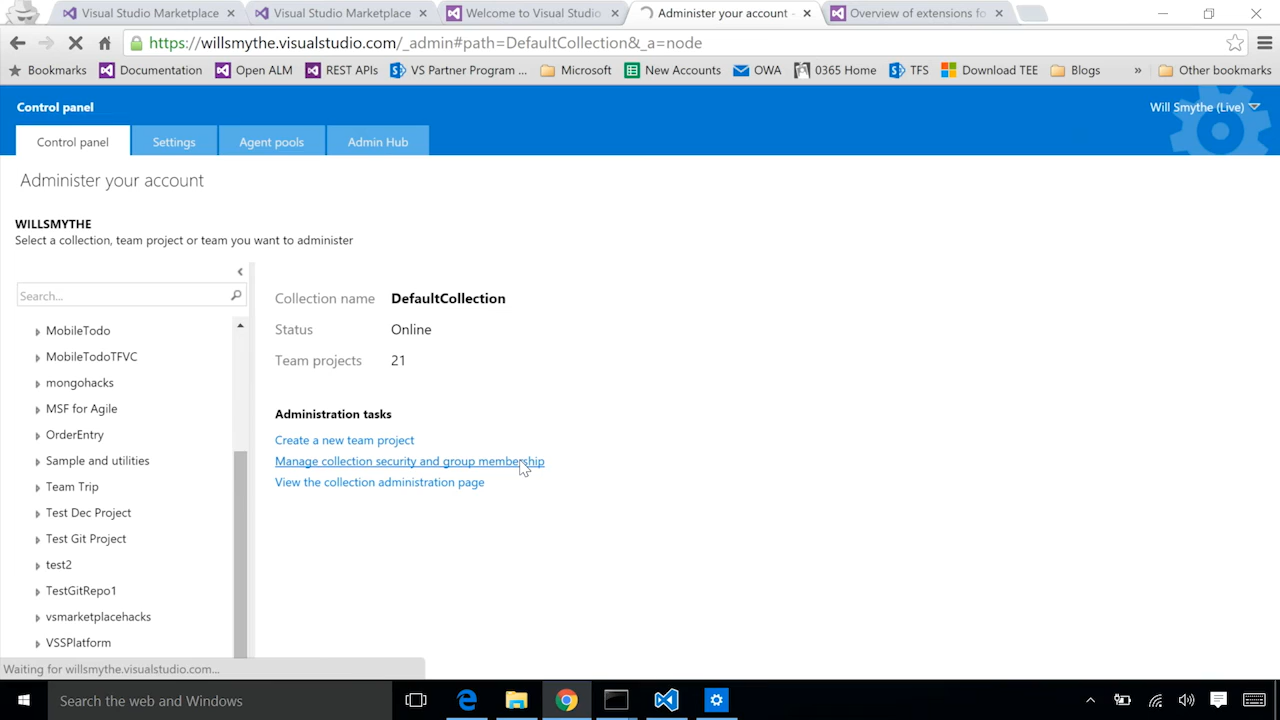 Visual Studio Marketplace
Visual Studio Marketplace
Welcome to Visual Studio
Administer your account -
Overview of extensions fo
https://willsmythe.visualstudio.com/_admin#path=DefaultCollection&_a=node
Bookmarks Documentation Open ALM REST APIs VS Partner Program ... Microsoft New Accounts OWA 0365 Home TFS Download TEE Blogs » Other bookmarks
Control panel
Will Smythe (Live)
Control panel Settings Agent pools Admin Hub
Administer your account
WILLSMYTHE
Select a collection, team project or team you want to administer
Search...
MobileTodo
MobileTodoTFVC
mongohacks
MSF for Agile
OrderEntry
Sample and utilities
Team Trip
Test Dec Project
Test Git Project
test2
TestGitRepo1
vsmarketplacehacks
VSSPlatform
Collection name DefaultCollection
Status Online
Team projects 21
Administration tasks
Create a new team project
Manage collection security and group membership
View the collection administration page
Waiting for willsmythe.visualstudio.com...
Search the web and Windows